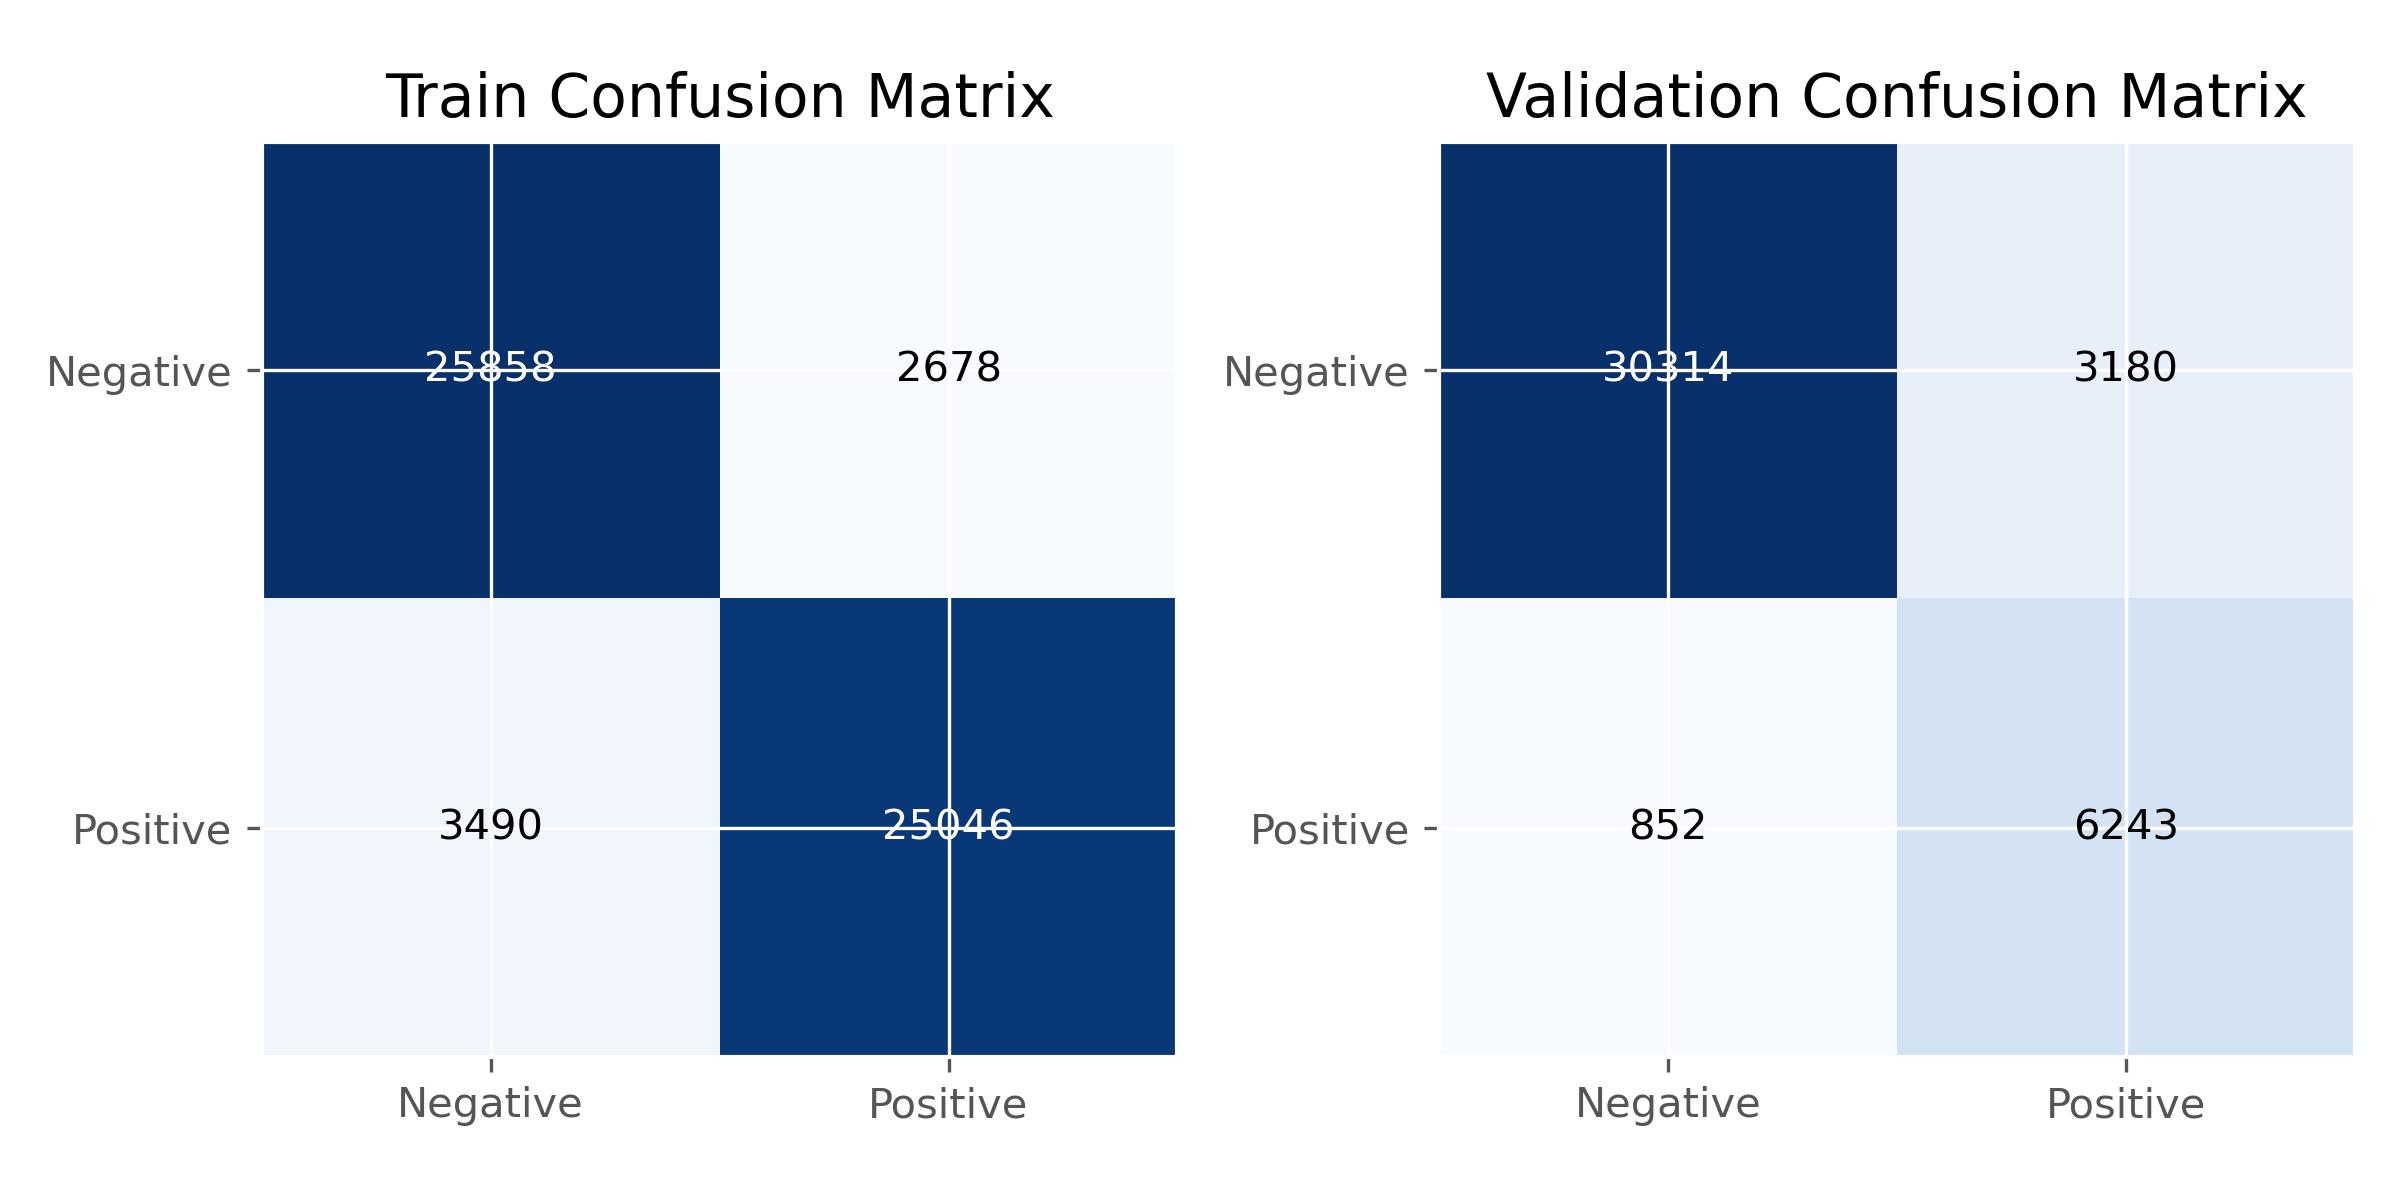 Train Confusion Matrix
Negative
25858
2678
Positive
3490
25046
Negative
Positive
Validation Confusion Matrix
Negative
30314
3180
Positive
852
6243
Negative
Positive